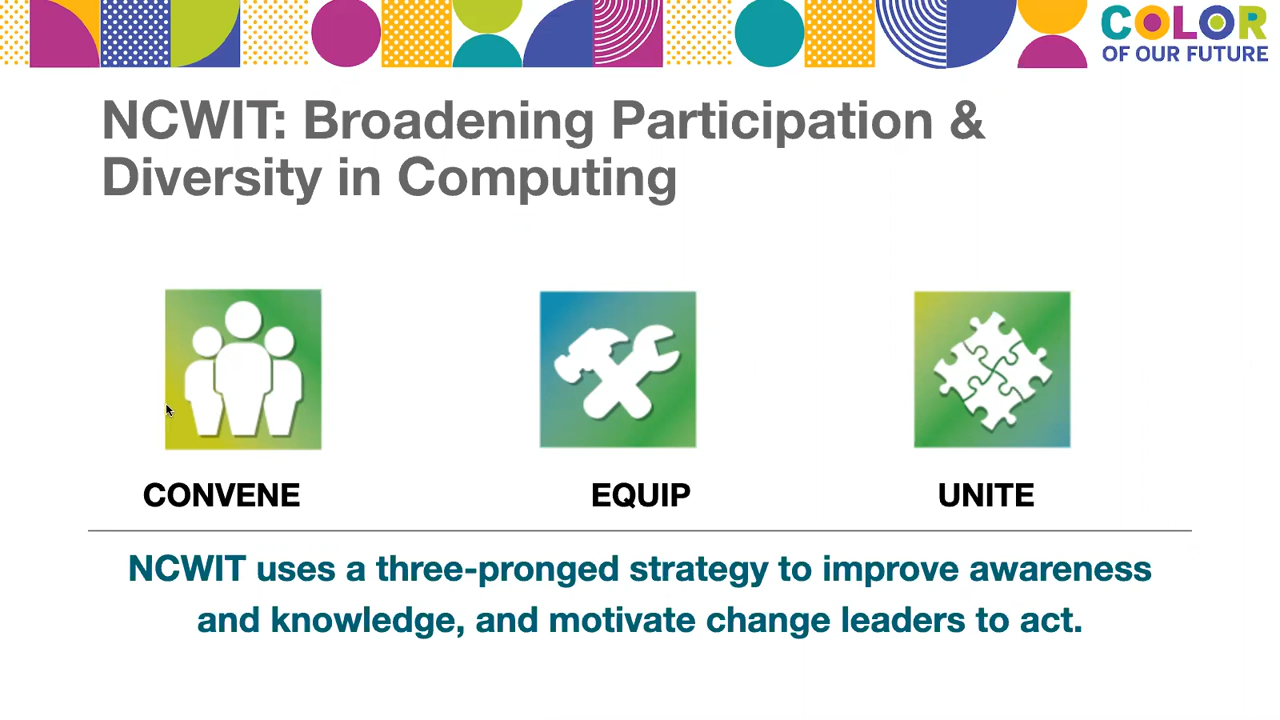 COLOR
OF OUR FUTURE
NCWIT: Broadening Participation &
Diversity in Computing
CONVENE
EQUIP
UNITE
NCWIT uses a three-pronged strategy to improve awareness
and knowledge, and motivate change leaders to act.